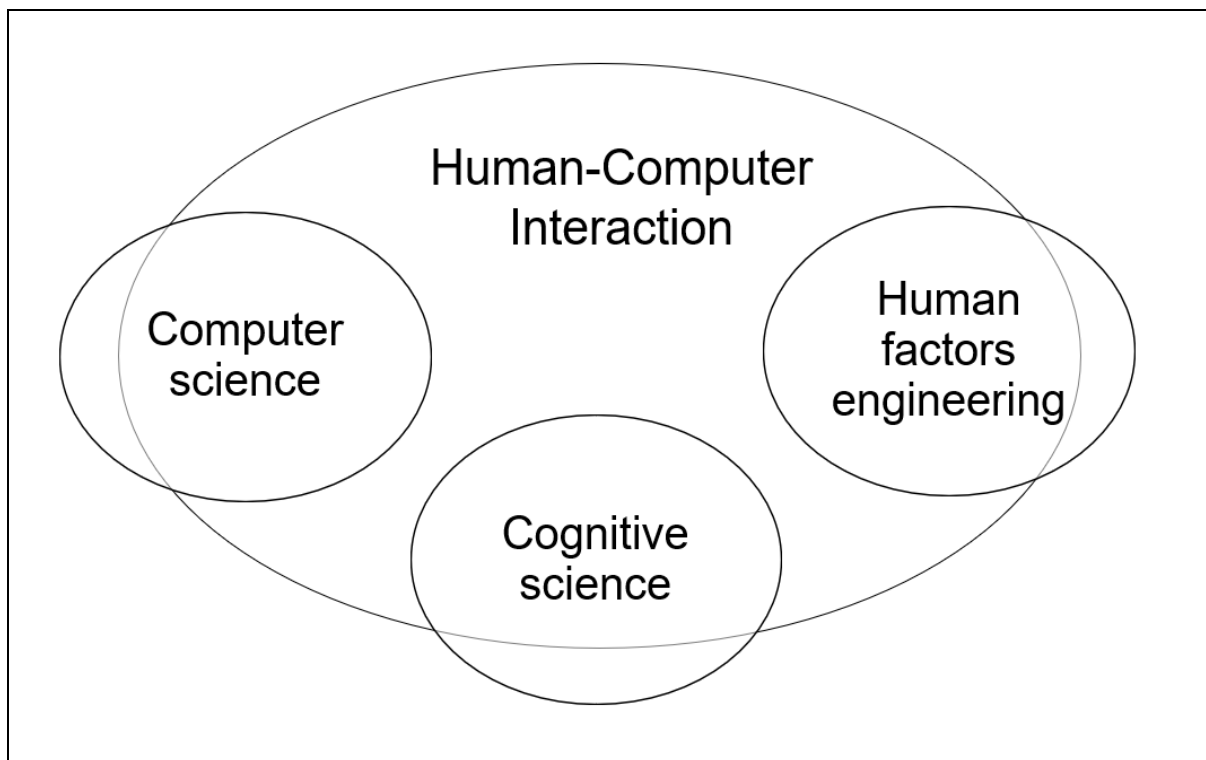 Human-Computer
Interaction
Computer
science
Human
factors
engineering
Cognitive
science